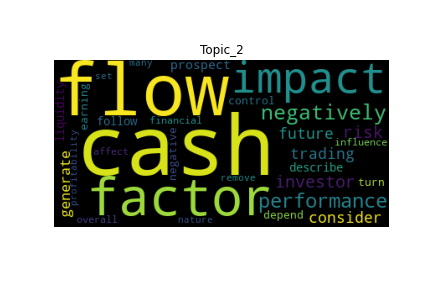 Topic_2
many
prospect
set
flow
impact
liquidity
earning
control
negatively
follow
financial
cash
future
risk
influence
negative
affect
trading
profitability
generate
describe
remove
factor
investor
turn
performance
depend
consider
overall
nature